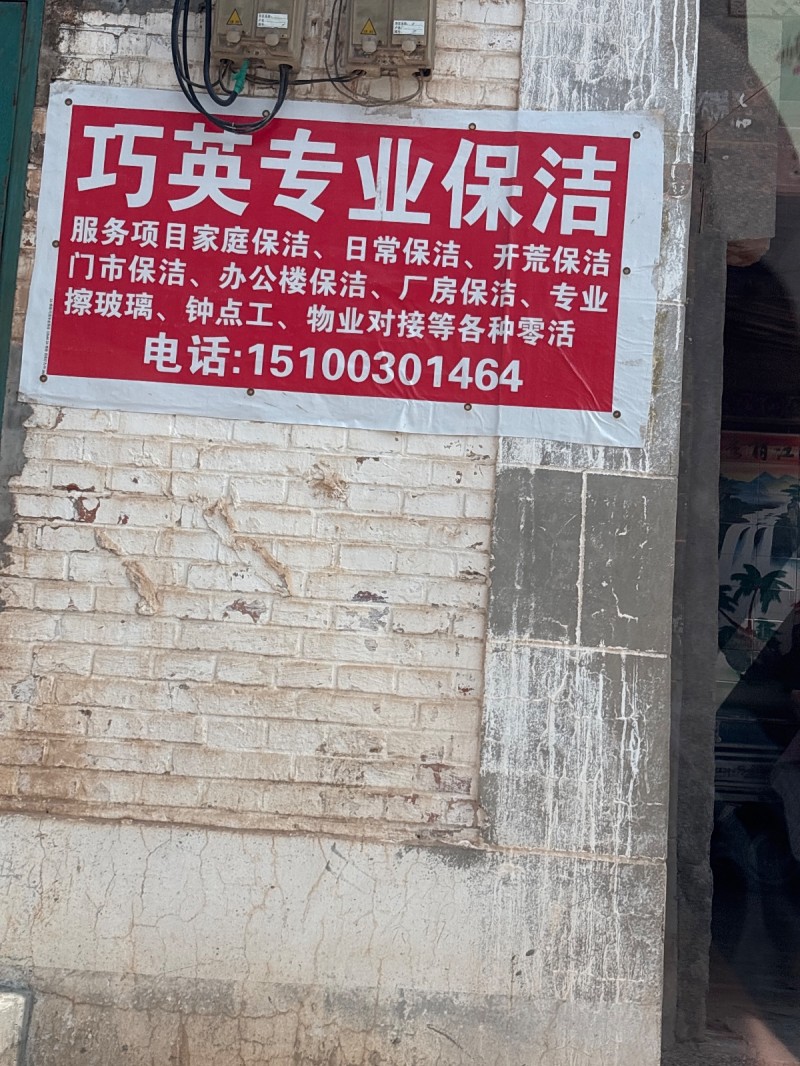 巧英专业保洁
服务项目家庭保洁、日常保洁、开荒保洁
门市保洁、办公楼保洁、厂房保洁、专业
擦玻璃、钟点工、物业对接等各种零活
电话:15100301464